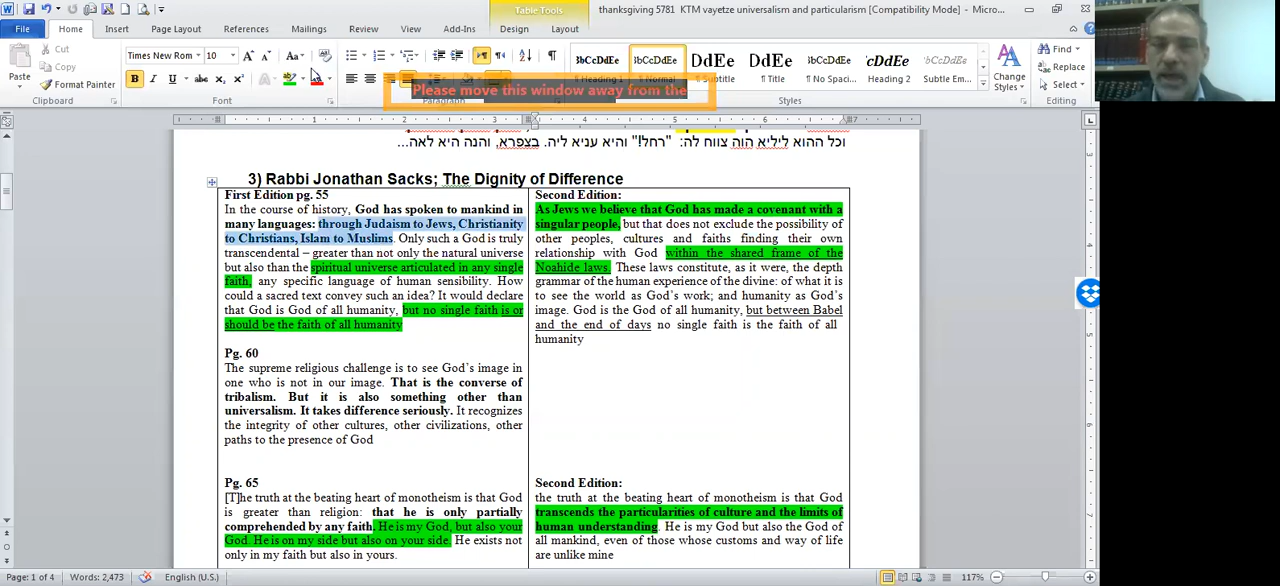 Table Tools
thanksgiving 5781 KTM vayetze universalism and particularism [Compatibility Mode] - Micro...
File Home Insert Page Layout References Mailings Review View Add-Ins Design Layout
Cut
Copy
Format Painter
Paste
Clipboard
Times New Rom 10
Font
Paragraph
Please move this window away from the
AaBbCcDc AaBbCcDc AaBbCcDc
¶ Heading 1 ¶ Normal ¶ Subtitle ¶ Title ¶ No Spaci... Heading 2 Subtle Em...
Change
Styles
Styles
Find
Replace
Select
Editing
1 2 3 4 5 6 7
וכל ההוא ליליא הוה צווח לה: "רחל!" והיא עניא ליה. בצפרא, והנה היא לאה...
3) Rabbi Jonathan Sacks; The Dignity of Difference
First Edition pg. 55
In the course of history, God has spoken to mankind in
many languages: through Judaism to Jews, Christianity
to Christians, Islam to Muslims. Only such a God is truly
transcendental – greater than not only the natural universe
but also than the spiritual universe articulated in any single
faith, any specific language of human sensibility. How
could a sacred text convey such an idea? It would declare
that God is God of all humanity, but no single faith is or
should be the faith of all humanity
Pg. 60
The supreme religious challenge is to see God's image in
one who is not in our image. That is the converse of
tribalism. But it is also something other than
universalism. It takes difference seriously. It recognizes
the integrity of other cultures, other civilizations, other
paths to the presence of God
Pg. 65
[T]he truth at the beating heart of monotheism is that God
is greater than religion: that he is only partially
comprehended by any faith. He is my God, but also your
God. He is on my side but also on your side. He exists not
only in my faith but also in yours.
Second Edition:
As Jews we believe that God has made a covenant with a
singular people, but that does not exclude the possibility of
other peoples, cultures and faiths finding their own
relationship with God within the shared frame of the
Noahide laws. These laws constitute, as it were, the depth
grammar of the human experience of the divine: of what it is
to see the world as God's work; and humanity as God's
image. God is the God of all humanity, but between Babel
and the end of days no single faith is the faith of all
humanity
Second Edition:
the truth at the beating heart of monotheism is that God
transcends the particularities of culture and the limits of
human understanding. He is my God but also the God of
all mankind, even of those whose customs and way of life
are unlike mine
Page: 1 of 4 Words: 2,473 English (U.S.) 117%